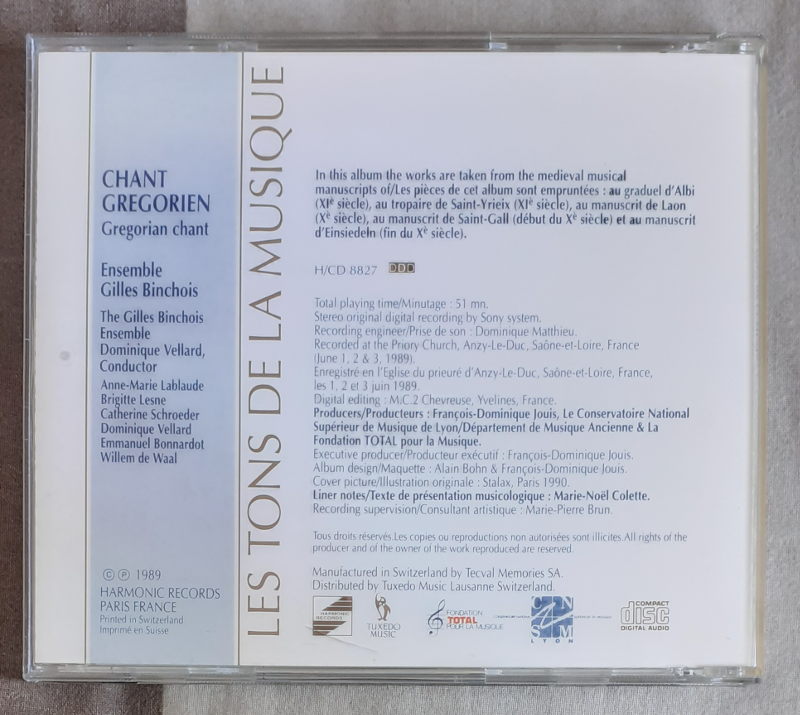 CHANT
GREGORIEN
Gregorian chant
Ensemble
Gilles Binchois
The Gilles Binchois
Ensemble
Dominique Vellard,
Conductor
Anne-Marie Lablaude
Brigitte Lesne
Catherine Schroeder
Dominique Vellard
Emmanuel Bonnardot
Willem de Waal
© ℗ 1989
HARMONIC RECORDS
PARIS FRANCE
Printed in Switzerland
Imprimé en Suisse
LES TONS DE LA MUSIQUE
In this album the works are taken from the medieval musical
manuscripts of/Les pièces de cet album sont empruntées : au graduel d'Albi
(XIè siècle), au tropaire de Saint-Yrieix (XIè siècle), au manuscrit de Laon
(Xè siècle), au manuscrit de Saint-Gall (début du Xè siècle) et au manuscrit
d'Einsiedeln (fin du Xè siècle).
H/CD 8827 DDD
Total playing time/Minutage : 51 mn.
Stereo original digital recording by Sony system.
Recording engineer/Prise de son : Dominique Matthieu.
Recorded at the Priory Church, Anzy-Le-Duc, Saône-et-Loire, France
(June 1, 2 & 3, 1989).
Enregistré en l'Eglise du prieuré d'Anzy-Le-Duc, Saône-et-Loire, France,
les 1, 2 et 3 juin 1989.
Digital editing : M.C.2 Chevreuse, Yvelines, France.
Producers/Producteurs : François-Dominique Jouis, Le Conservatoire National
Supérieur de Musique de Lyon/Département de Musique Ancienne & La
Fondation TOTAL pour la Musique.
Executive producer/Producteur exécutif : François-Dominique Jouis.
Album design/Maquette : Alain Bohn & François-Dominique Jouis.
Cover picture/Illustration originale : Stalax, Paris 1990.
Liner notes/Texte de présentation musicologique : Marie-Noël Colette.
Recording supervision/Consultant artistique : Marie-Pierre Brun.
Tous droits réservés.Les copies ou reproductions non autorisées sont illicites.All rights of the
producer and of the owner of the work reproduced are reserved.
Manufactured in Switzerland by Tecval Memories SA.
Distributed by Tuxedo Music Lausanne Switzerland.
HARMONIC
RECORDS
TUXEDO
MUSIC
FONDATION
TOTAL
POUR LA MUSIQUE
CN
SM
LYON
COMPACT
disc
DIGITAL AUDIO